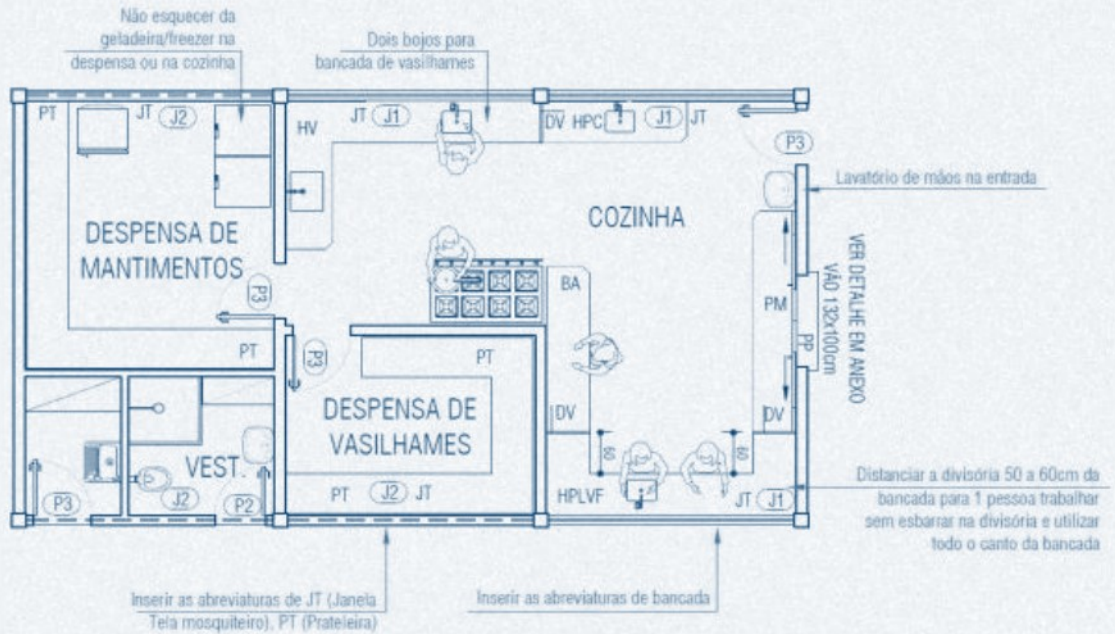 Não esquecer da
geladeira/freezer na
despensa ou na cozinha
Dois bojos para
bancada de vasilhames
PT
JT
J2
HV
JT
J1
DV
HPC
J1
JT
P3
Lavatório de mãos na entrada
DESPENSA DE
MANTIMENTOS
COZINHA
VER DETALHE EM ANEXO
VÃO 132x100cm
P3
BA
PM
PP
PT
P3
PT
DESPENSA DE
VASILHAMES
DV
DV
60
60
VEST.
P3
J2
P2
PT
J2
JT
HPLVF
JT
J1
Distanciar a divisória 50 a 60cm da
bancada para 1 pessoa trabalhar
sem esbarrar na divisória e utilizar
todo o canto da bancada
Inserir as abreviaturas de JT (Janela
Tela mosquiteiro), PT (Prateleira)
Inserir as abreviaturas de bancada